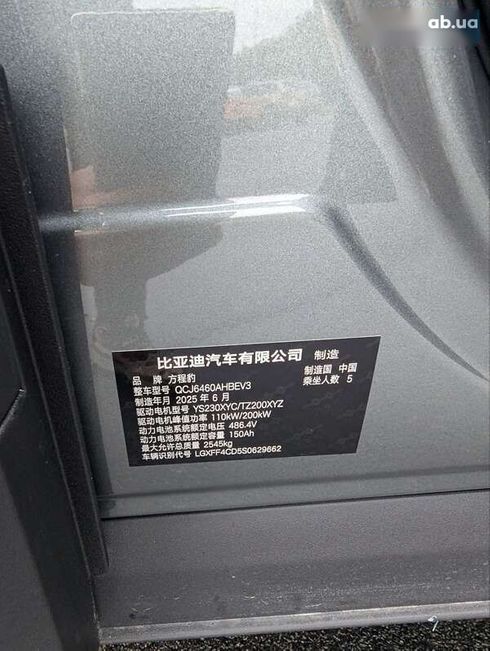 ab.ua
比亚迪汽车有限公司 制造
品 牌 方程豹 制造国 中国
整车型号 QCJ6460AHBEV3 乘坐人数 5
制造年月 2025 年 6 月
驱动电机型号 YS230XYC/TZ200XYZ
驱动电机峰值功率 110kW/200kW
动力电池系统额定电压 486.4V
动力电池系统额定容量 150Ah
最大允许总质量 2545kg
车辆识别代号 LGXFF4CD5S0629662